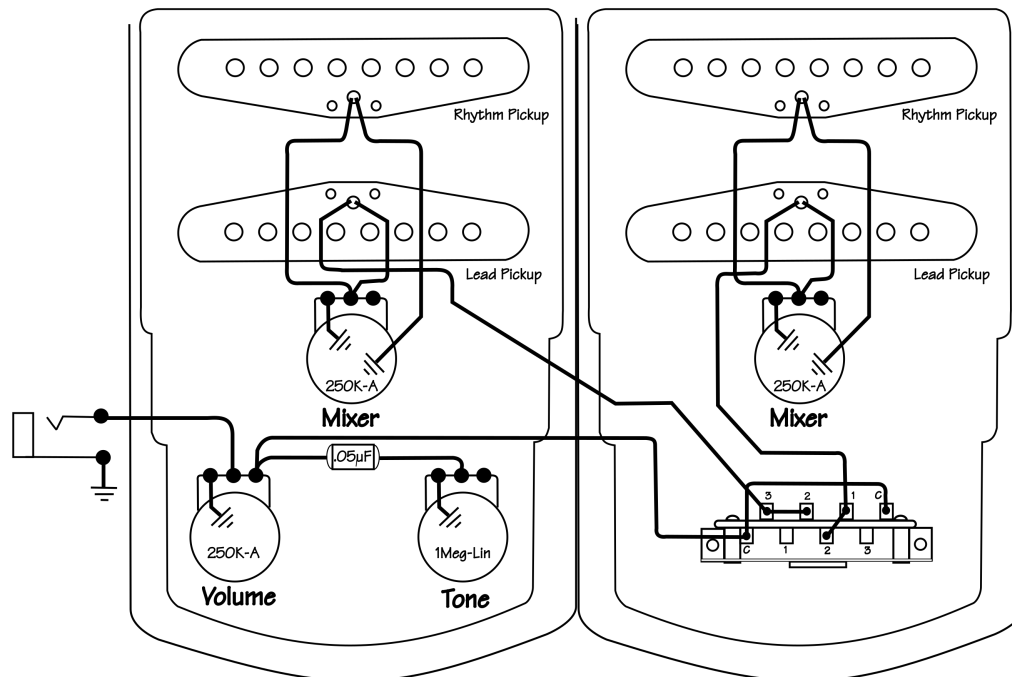 Rhythm Pickup
Rhythm Pickup
Lead Pickup
Lead Pickup
250K-A
250K-A
Mixer
Mixer
.05µF
3 2 1 C
250K-A
1Meg-Lin
C 1 2 3
Volume
Tone